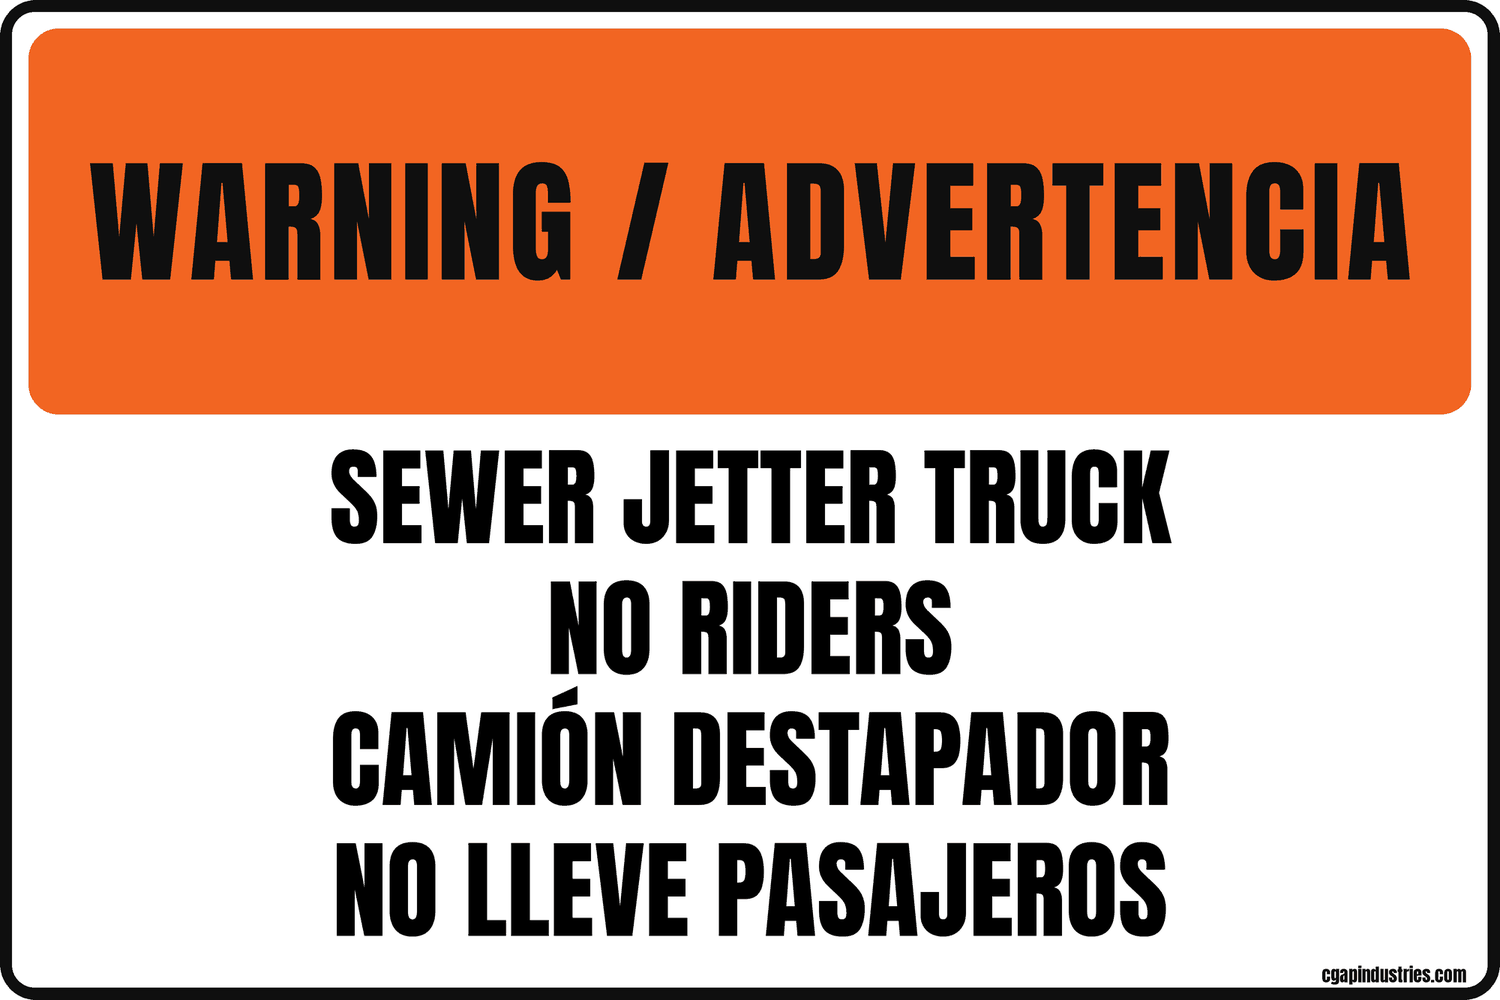 WARNING / ADVERTENCIA
SEWER JETTER TRUCK
NO RIDERS
CAMIÓN DESTAPADOR
NO LLEVE PASAJEROS
cgapindustries.com